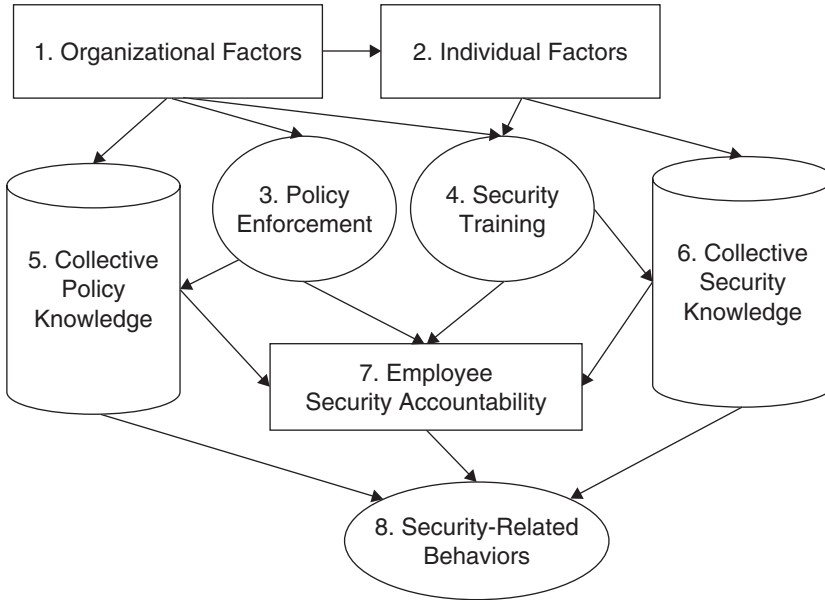 1. Organizational Factors
2. Individual Factors
3. Policy
Enforcement
4. Security
Training
5. Collective
Policy
Knowledge
6. Collective
Security
Knowledge
7. Employee
Security Accountability
8. Security-Related
Behaviors